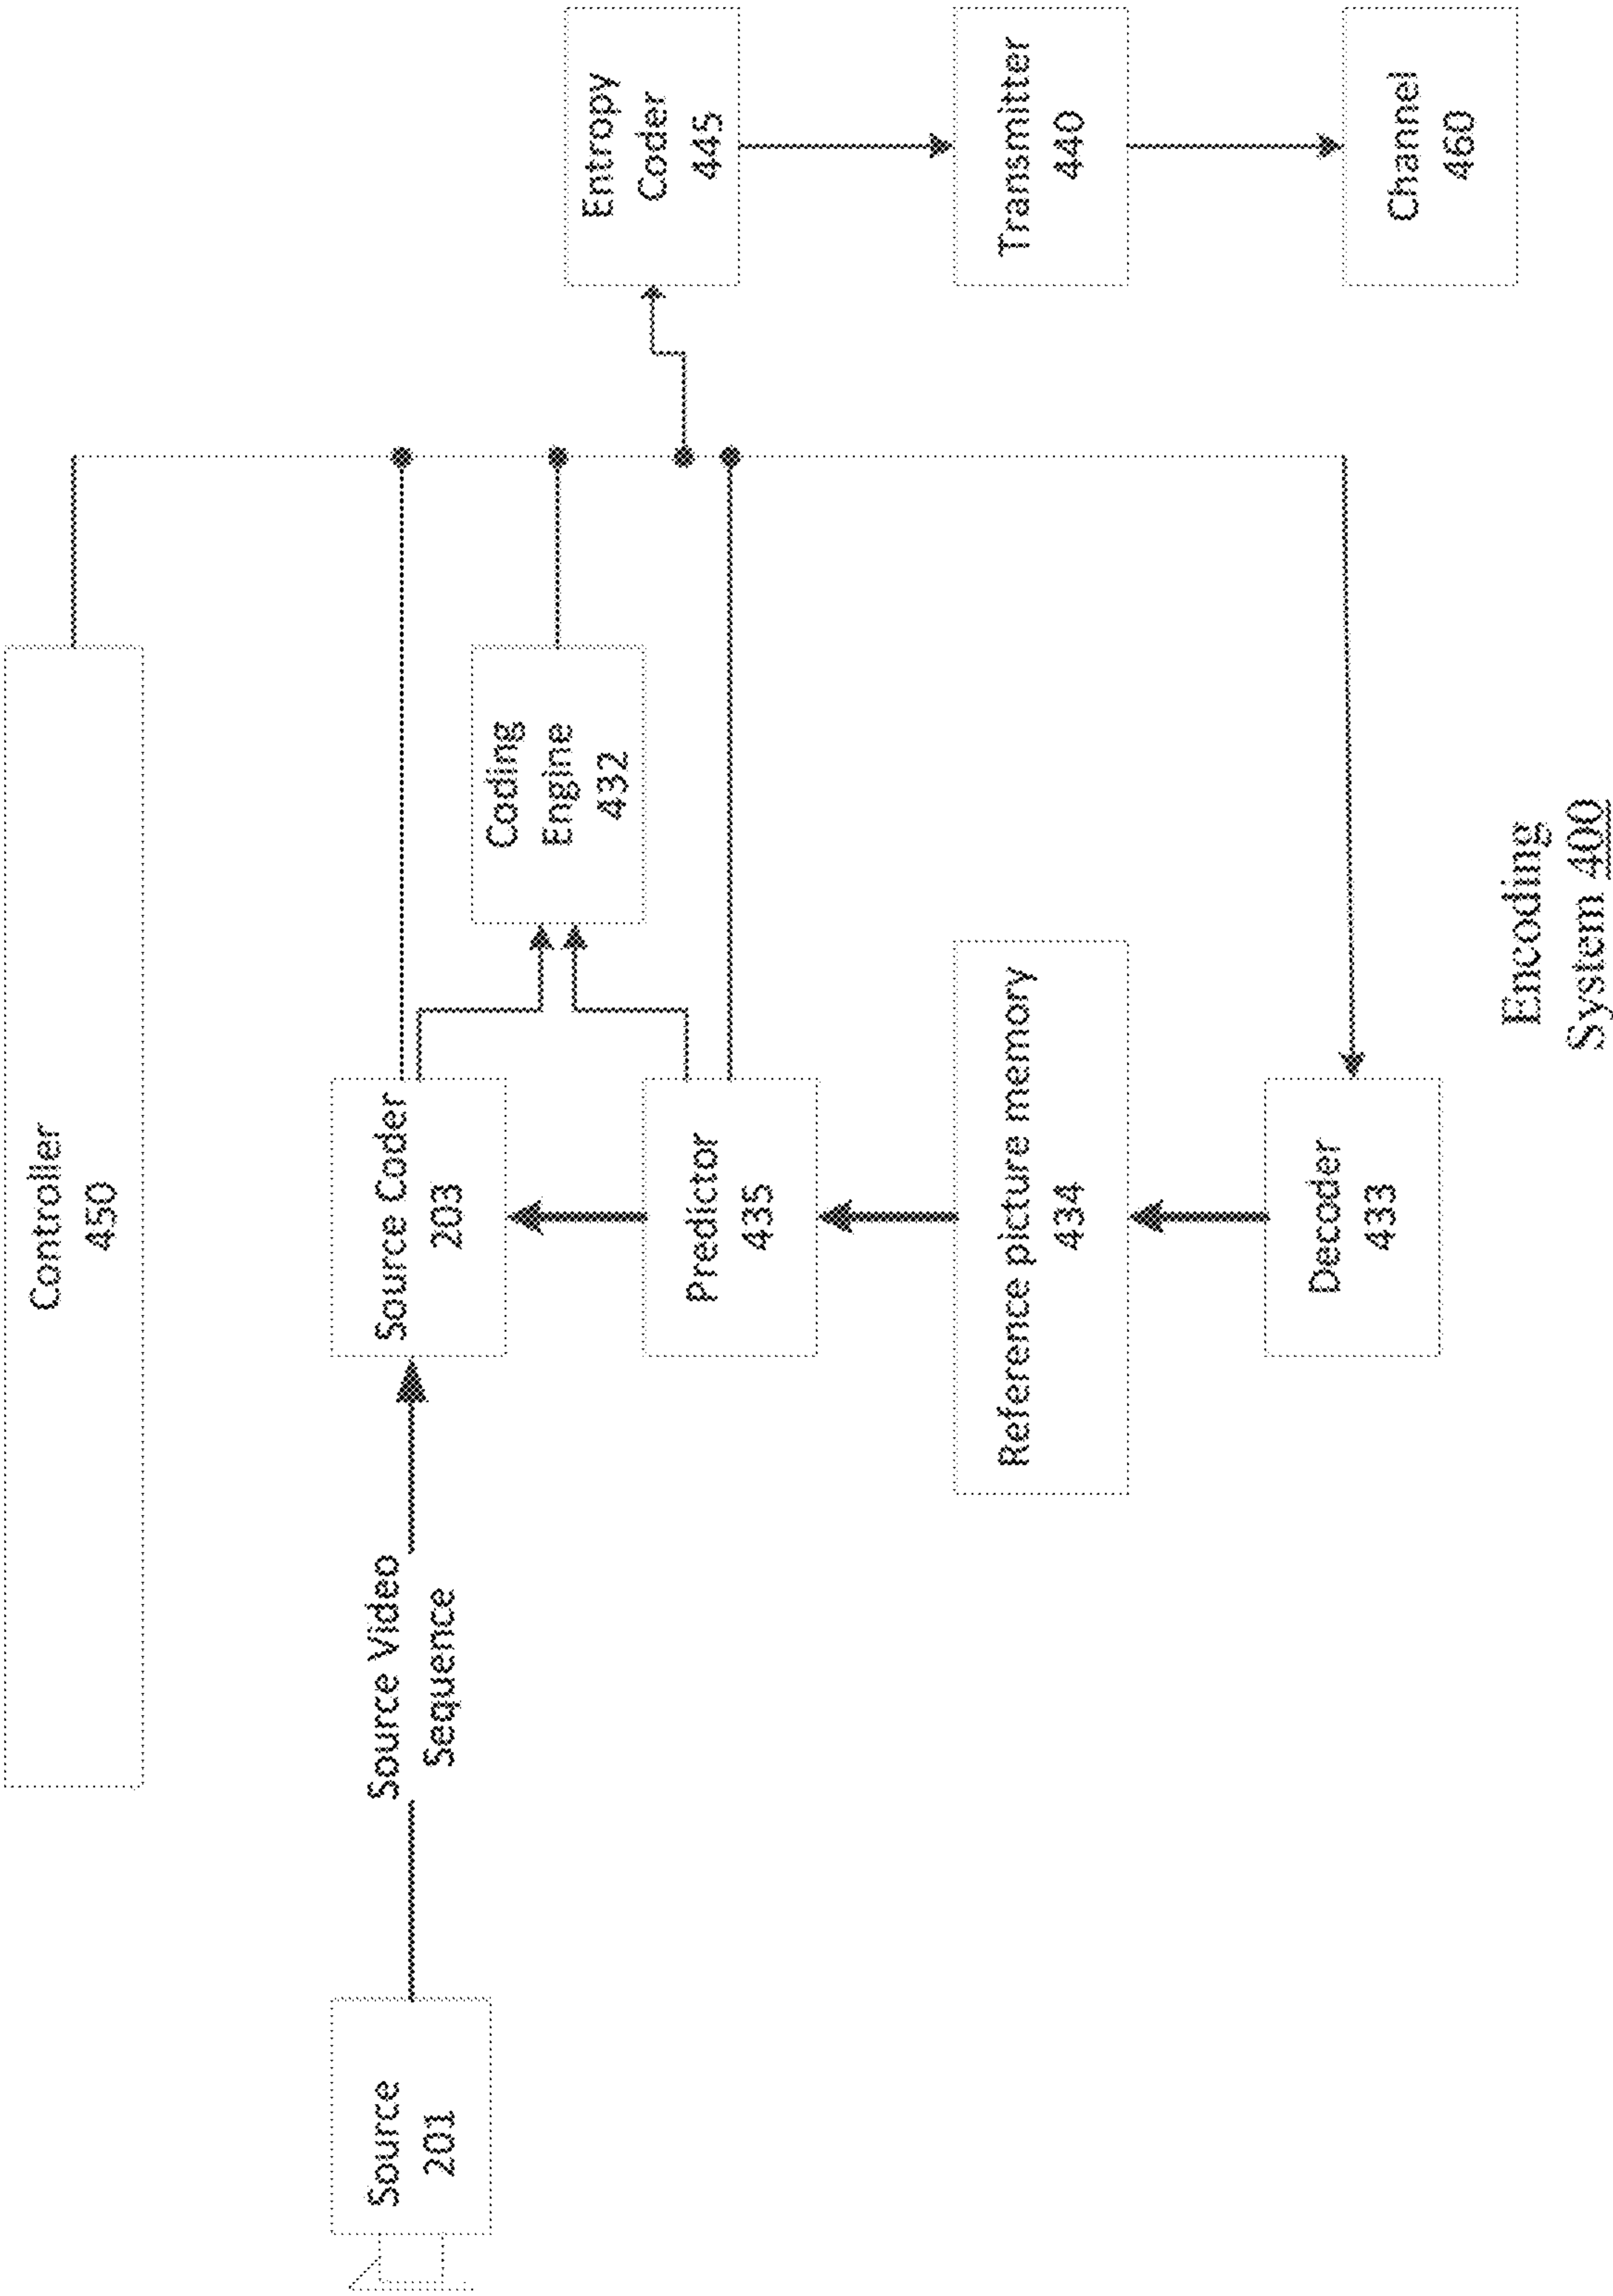 Controller
450
Source
201
Source Video
Sequence
Source Coder
203
Coding
Engine
432
Predictor
435
Reference picture memory
434
Decoder
433
Entropy
Coder
445
Transmitter
440
Channel
460
Encoding
System 400